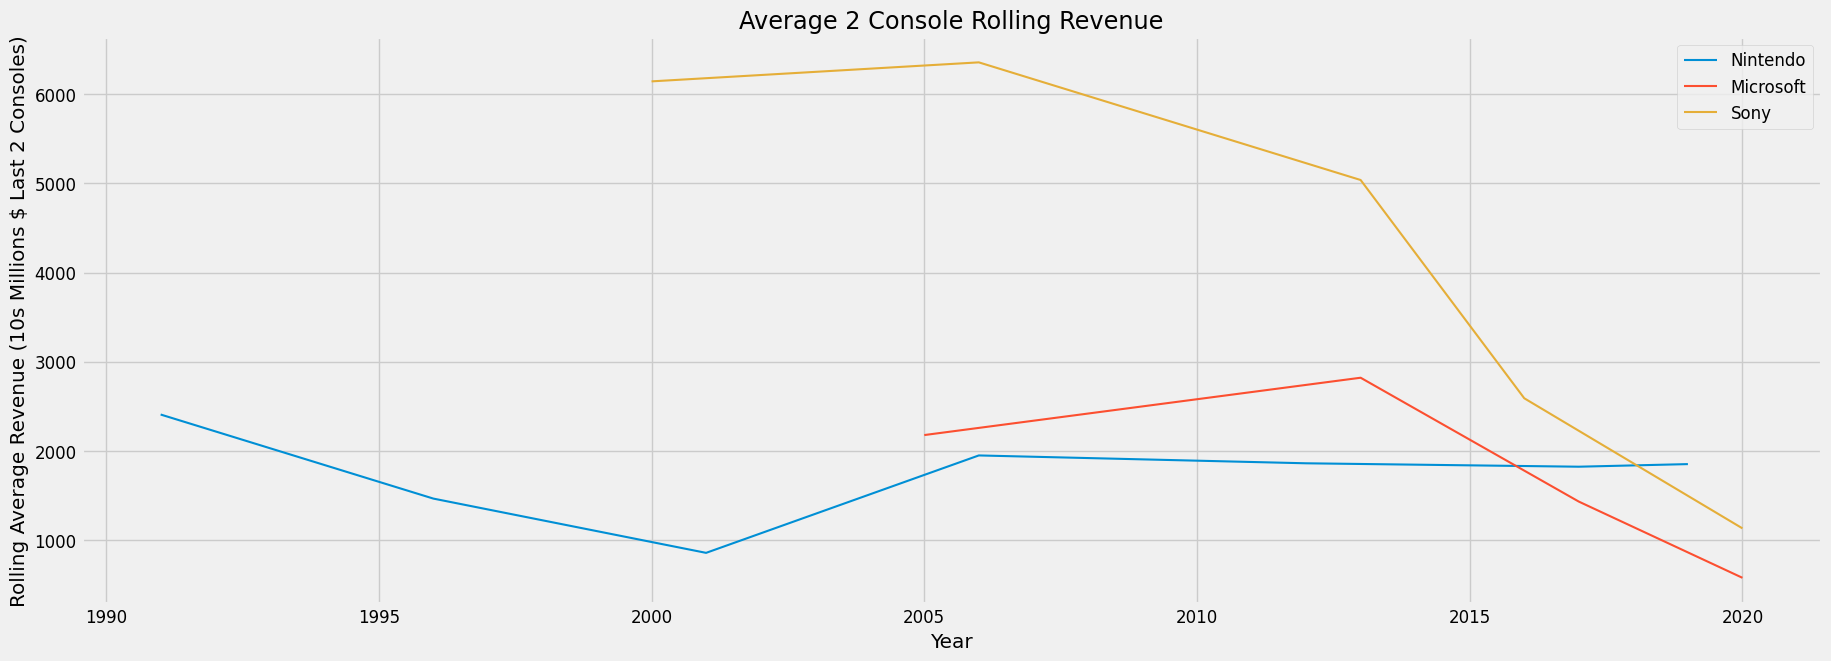 Average 2 Console Rolling Revenue
Rolling Average Revenue (10s Millions $ Last 2 Consoles)
6000
5000
4000
3000
2000
1000
Nintendo
Microsoft
Sony
1990 1995 2000 2005 2010 2015 2020
Year